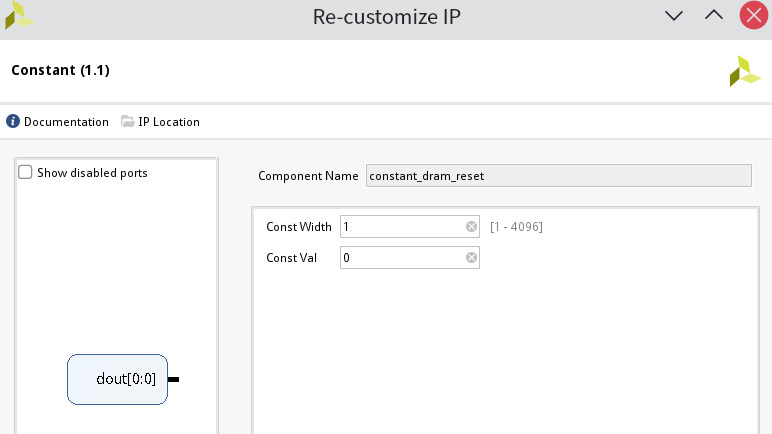 Re-customize IP
Constant (1.1)
Documentation IP Location
Show disabled ports
Component Name constant_dram_reset
Const Width 1 [1 - 4096]
Const Val 0
dout[0:0]